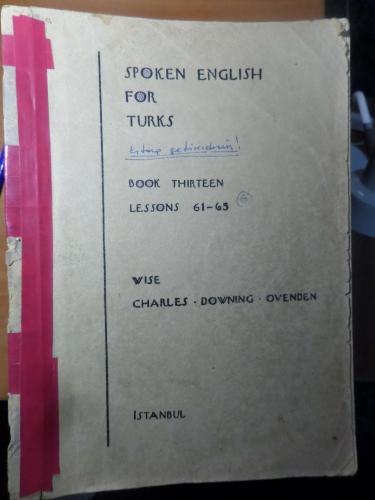 SPOKEN ENGLISH
FOR
TURKS
BOOK THIRTEEN
LESSONS 61-65
WISE
CHARLES · DOWNING · OVENDEN
ISTANBUL